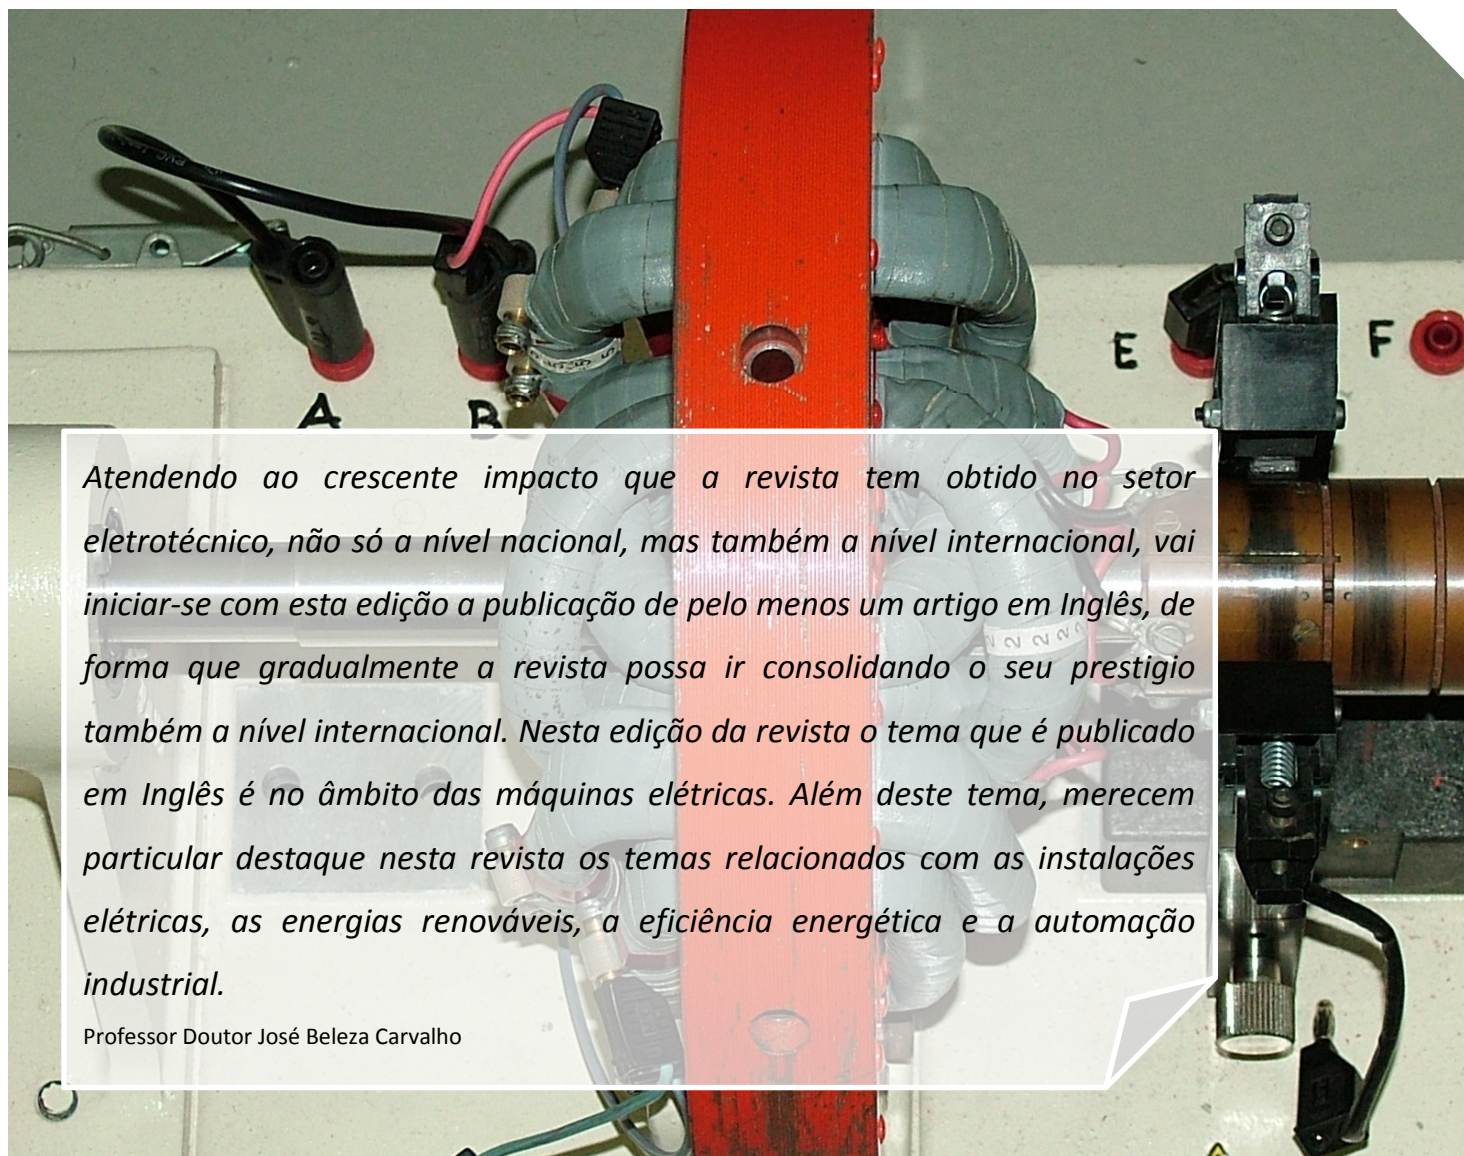 A
B
E
F
Atendendo ao crescente impacto que a revista tem obtido no setor
eletrotécnico, não só a nível nacional, mas também a nível internacional, vai
iniciar-se com esta edição a publicação de pelo menos um artigo em Inglês, de
forma que gradualmente a revista possa ir consolidando o seu prestigio
também a nível internacional. Nesta edição da revista o tema que é publicado
em Inglês é no âmbito das máquinas elétricas. Além deste tema, merecem
particular destaque nesta revista os temas relacionados com as instalações
elétricas, as energias renováveis, a eficiência energética e a automação
industrial.
Professor Doutor José Beleza Carvalho
2 2 2 2